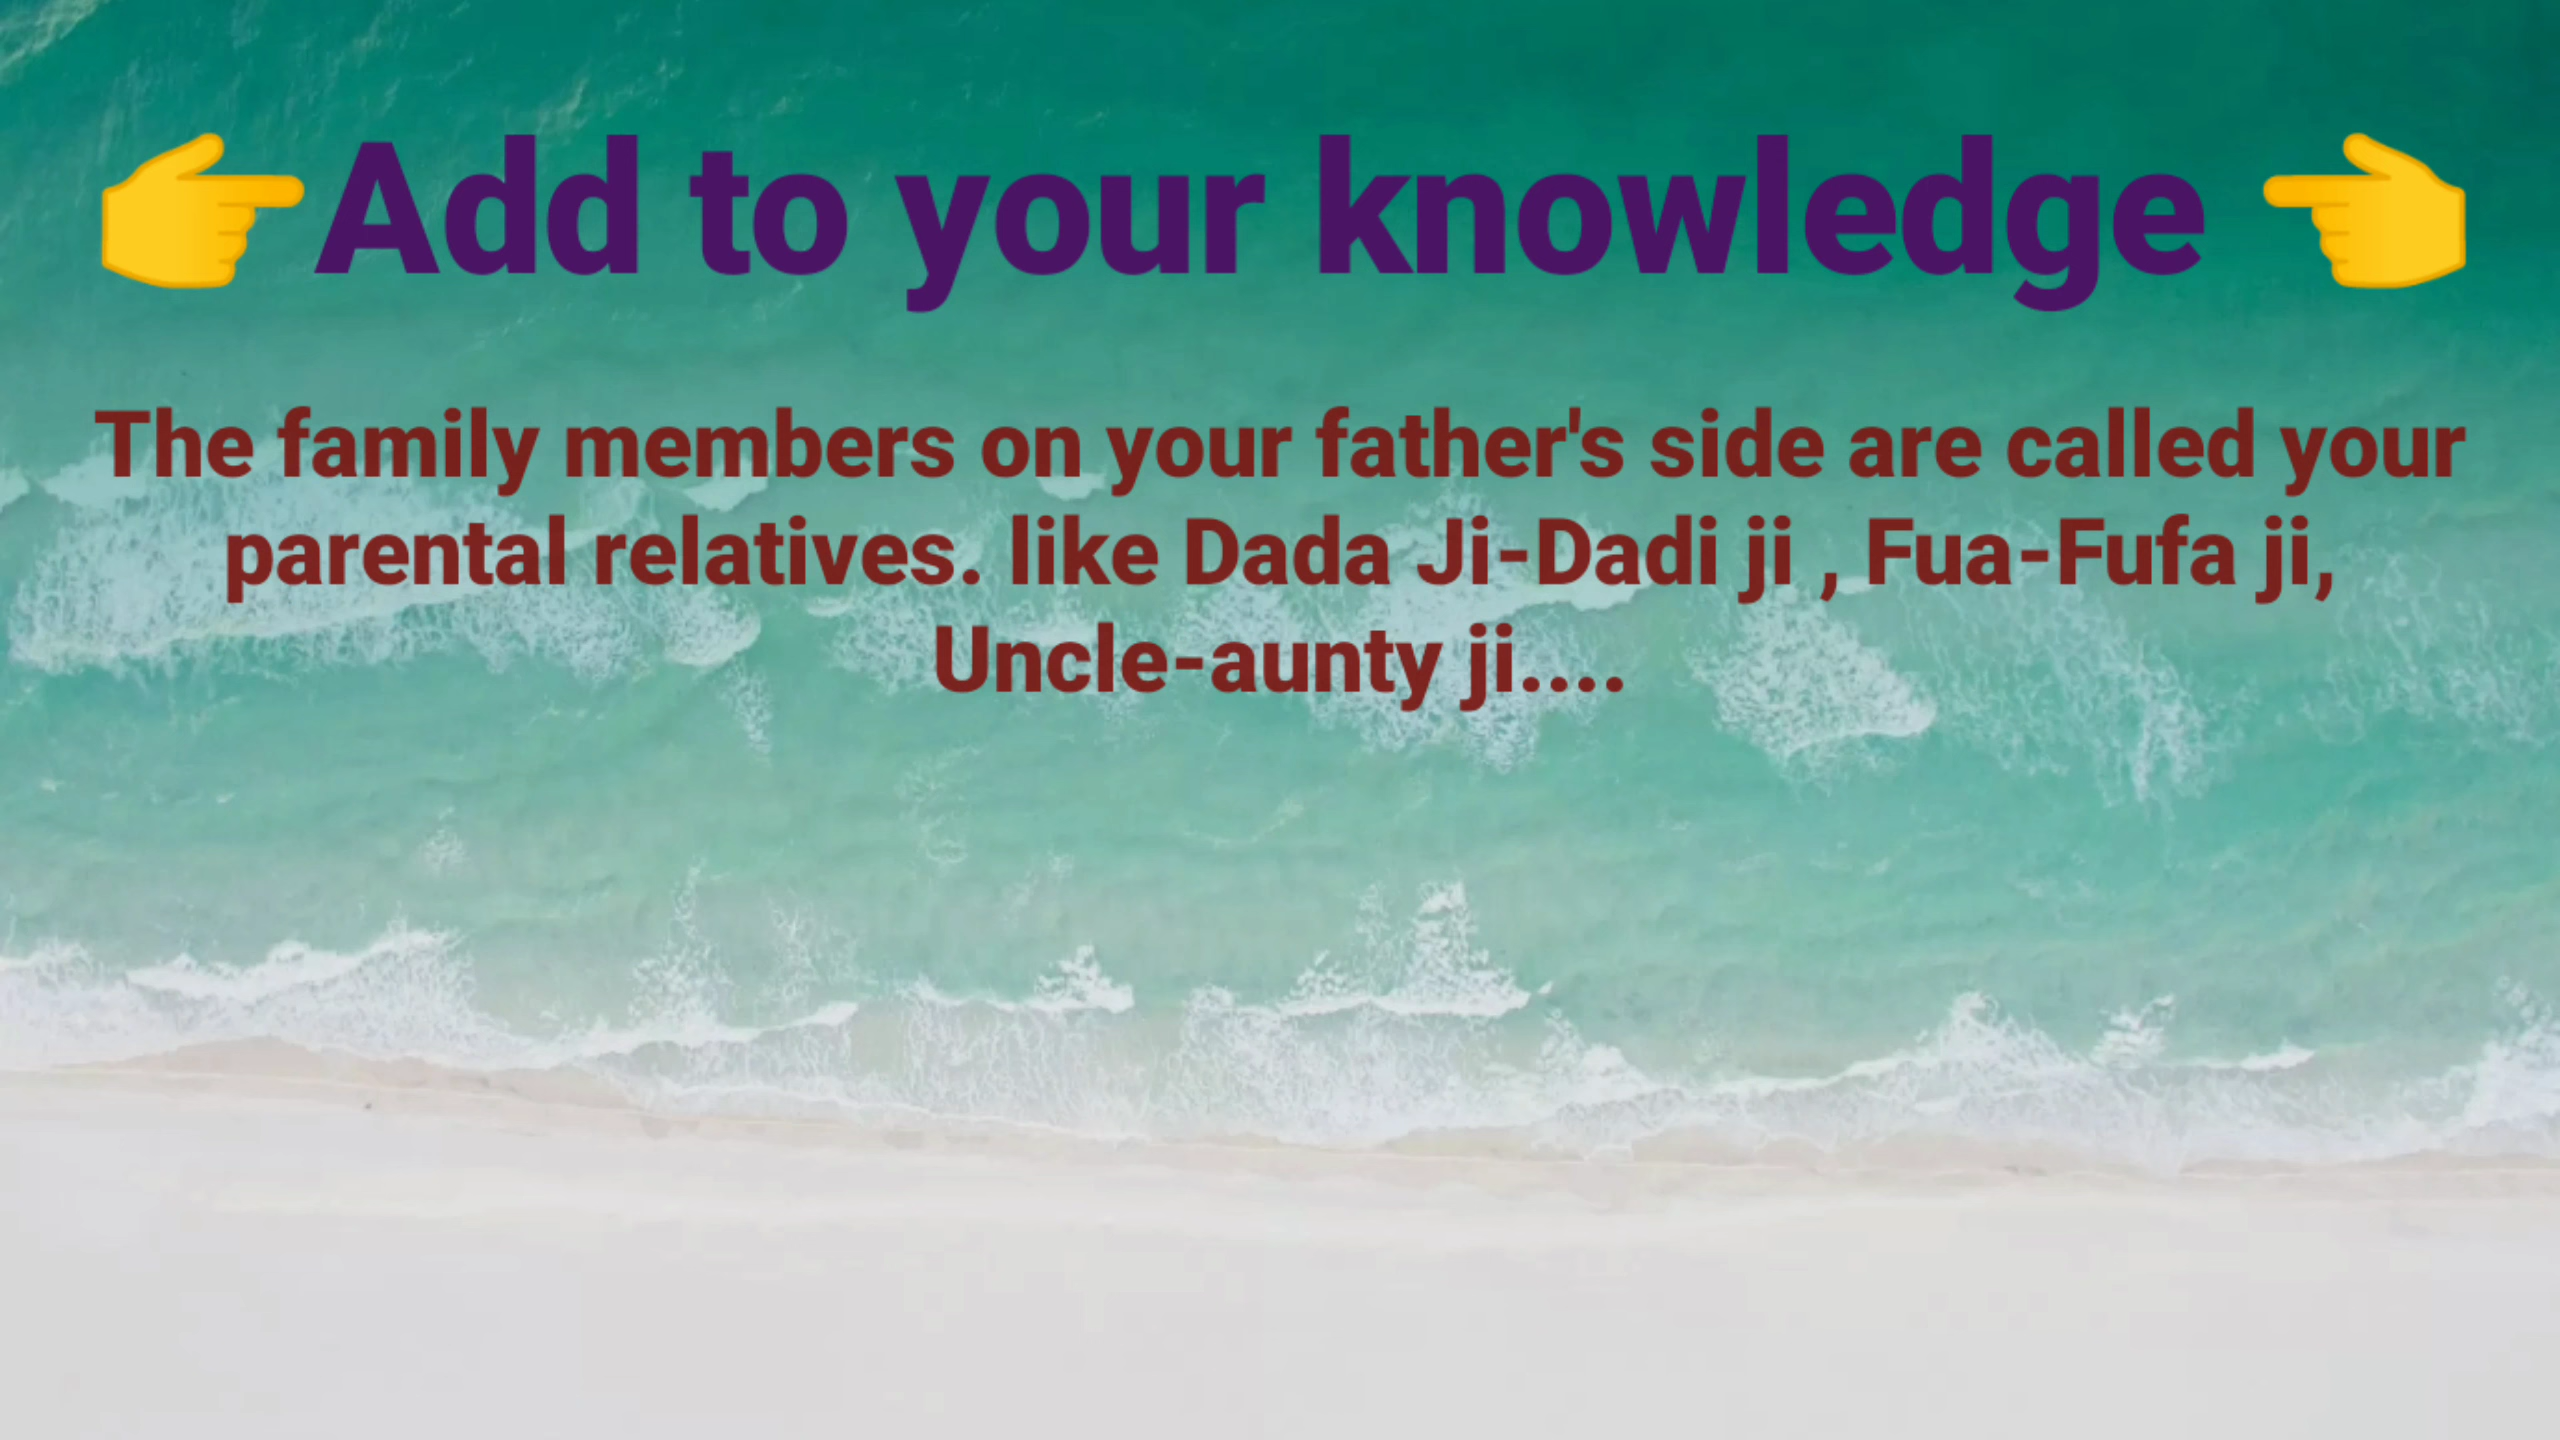 👉Add to your knowledge 👈
The family members on your father's side are called your
parental relatives. like Dada Ji-Dadi ji , Fua-Fufa ji,
Uncle-aunty ji....